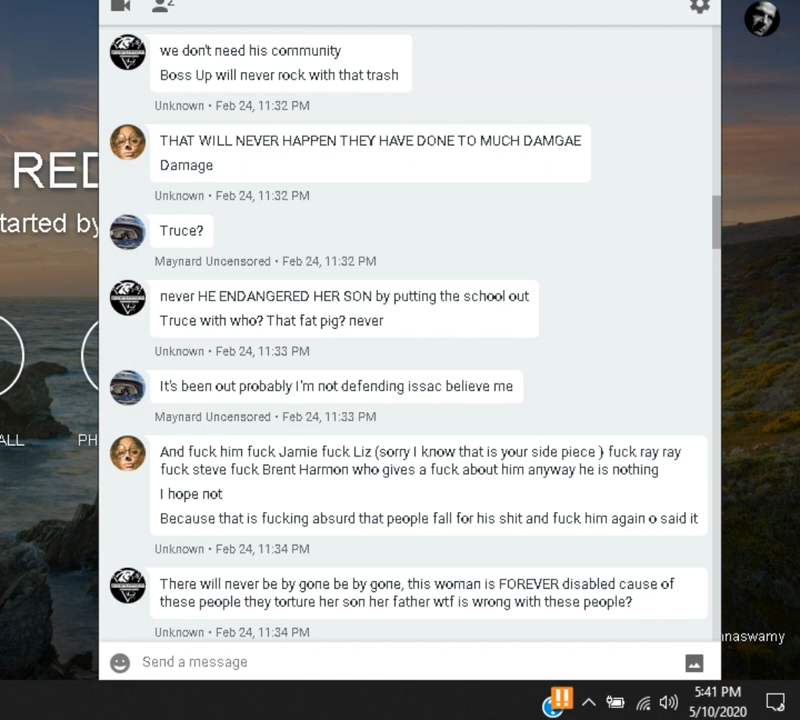 2
we don't need his community
Boss Up will never rock with that trash
Unknown • Feb 24, 11:32 PM
THAT WILL NEVER HAPPEN THEY HAVE DONE TO MUCH DAMGAE
Damage
Unknown • Feb 24, 11:32 PM
RED
tarted by
Truce?
Maynard Uncensored • Feb 24, 11:32 PM
never HE ENDANGERED HER SON by putting the school out
Truce with who? That fat pig? never
Unknown • Feb 24, 11:33 PM
It's been out probably I'm not defending issac believe me
Maynard Uncensored • Feb 24, 11:33 PM
ALL
PH
And fuck him fuck Jamie fuck Liz (sorry I know that is your side piece ) fuck ray ray
fuck steve fuck Brent Harmon who gives a fuck about him anyway he is nothing
I hope not
Because that is fucking absurd that people fall for his shit and fuck him again o said it
Unknown • Feb 24, 11:34 PM
There will never be by gone be by gone, this woman is FOREVER disabled cause of
these people they torture her son her father wtf is wrong with these people?
Unknown • Feb 24, 11:34 PM
nnaswamy
Send a message
5:41 PM
5/10/2020